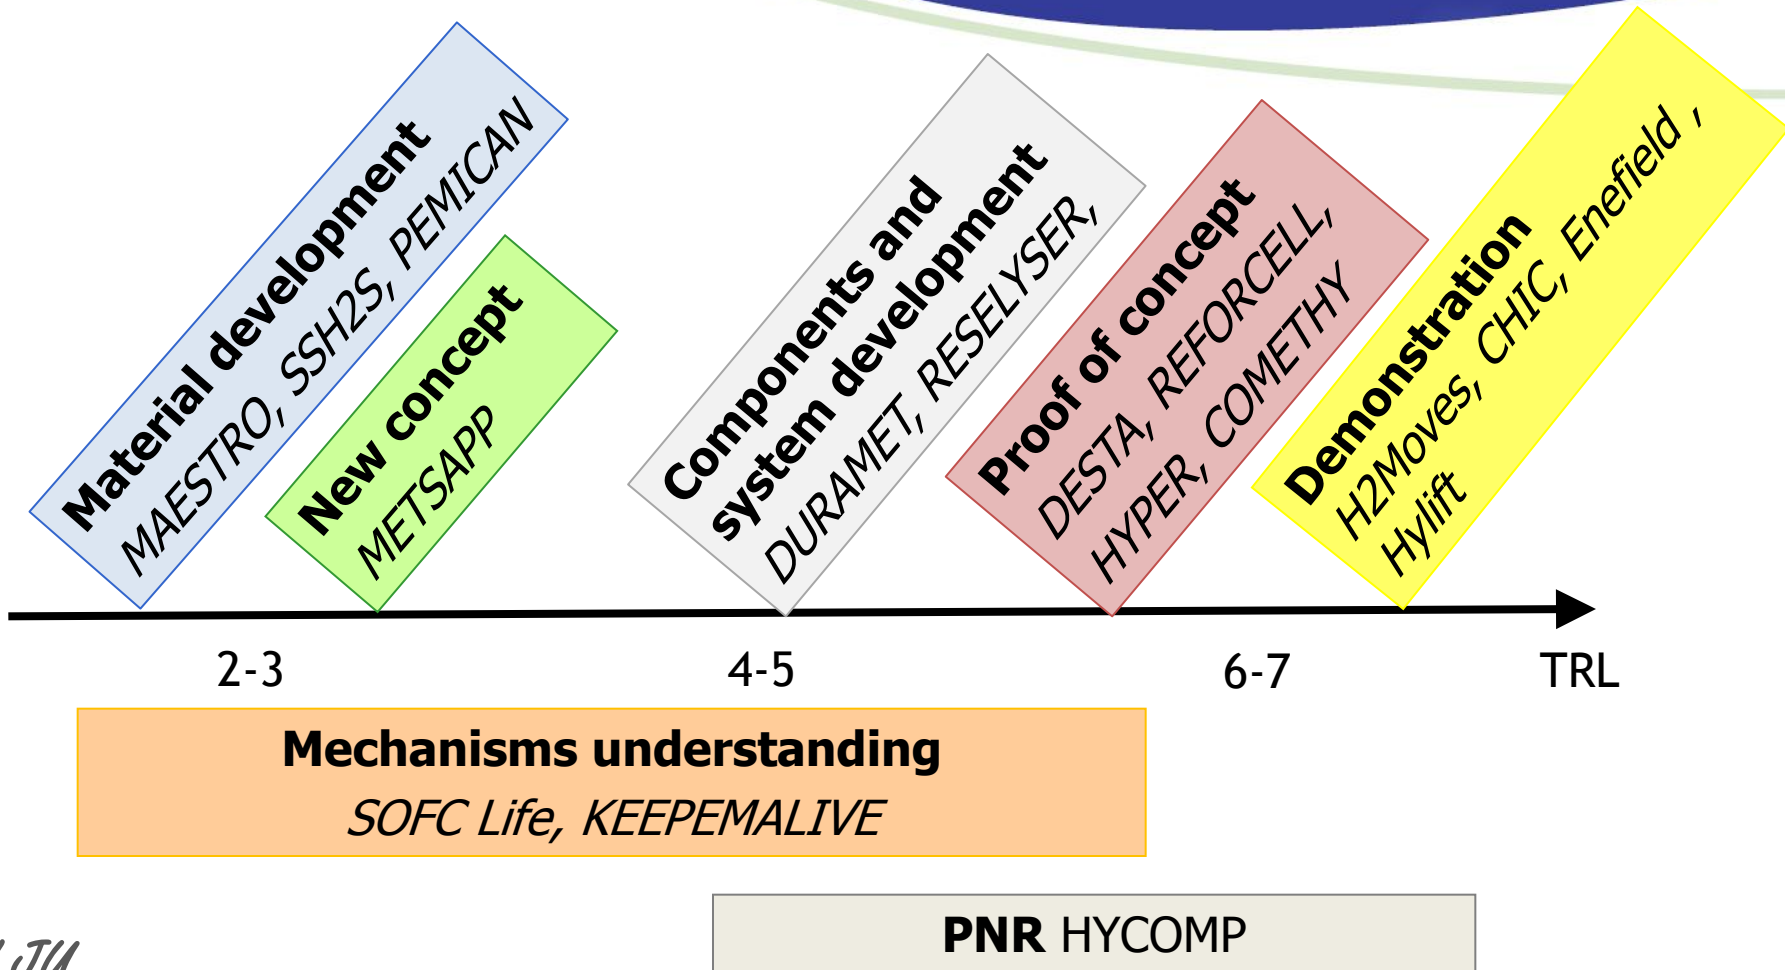 Material development
MAESTRO, SSH2S, PEMICAN
New concept
METSAPP
Components and
system development
DURAMET, RESELYSER,
Proof of concept
DESTA, REFORCELL,
HYPER, COMETHY
Demonstration
H2Moves, CHIC, Enefield ,
Hylift
2-3
4-5
6-7
TRL
Mechanisms understanding
SOFC Life, KEEPEMALIVE
PNR HYCOMP
JU